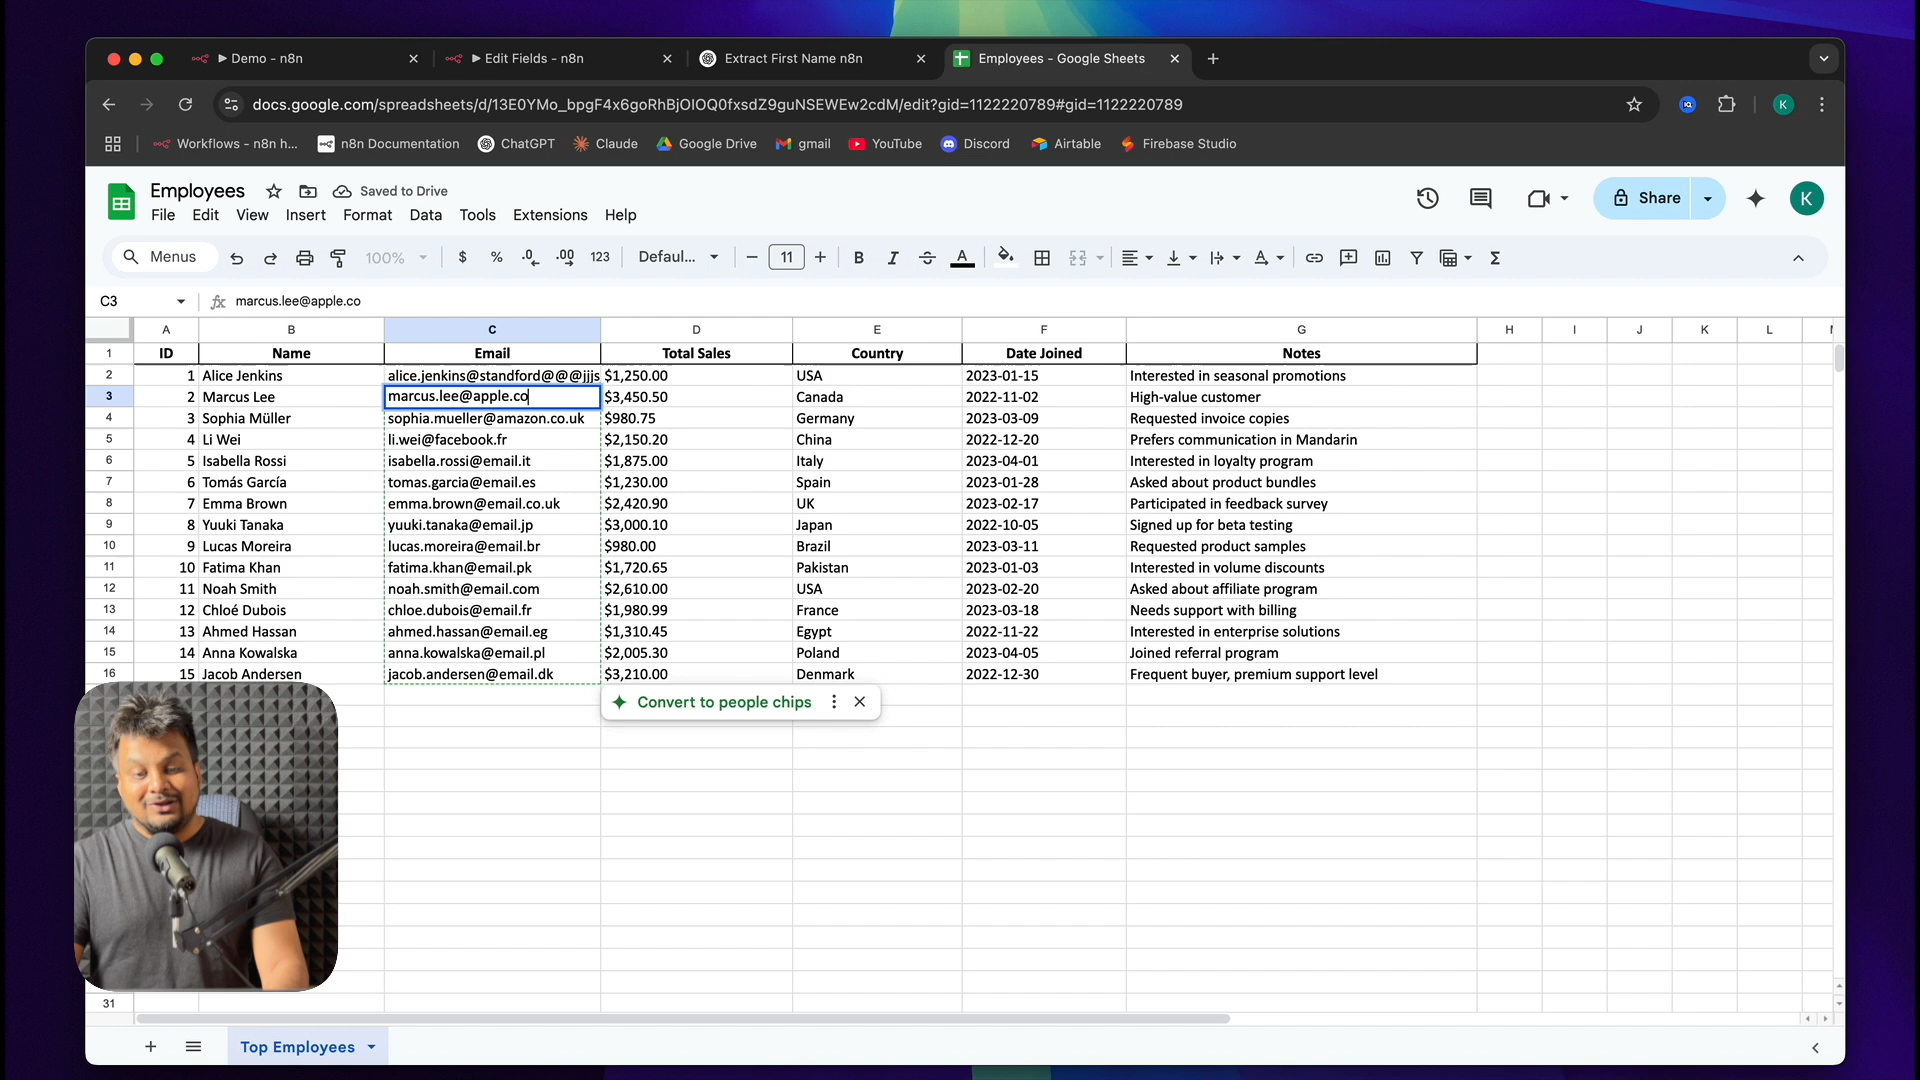 Demo - n8n
Edit Fields - n8n
Extract First Name n8n
Employees - Google Sheets
docs.google.com/spreadsheets/d/13E0YMo_bpgF4x6goRhBjOIOQ0fxsdZ9guNSEWEw2cdM/edit?gid=1122220789#gid=1122220789
K
Workflows - n8n h...
n8n Documentation
ChatGPT
Claude
Google Drive
gmail
YouTube
Discord
Airtable
Firebase Studio
Employees
Saved to Drive
File Edit View Insert Format Data Tools Extensions Help
Share
K
Menus 100% $ % .0 .00 123 Defaul... 11 B I S A
C3 fx marcus.lee@apple.co
A B C D E F G H I J K L
1 ID Name Email Total Sales Country Date Joined Notes
2 1 Alice Jenkins alice.jenkins@standford@@@jjjs $1,250.00 USA 2023-01-15 Interested in seasonal promotions
3 2 Marcus Lee marcus.lee@apple.co $3,450.50 Canada 2022-11-02 High-value customer
4 3 Sophia Müller sophia.mueller@amazon.co.uk $980.75 Germany 2023-03-09 Requested invoice copies
5 4 Li Wei li.wei@facebook.fr $2,150.20 China 2022-12-20 Prefers communication in Mandarin
6 5 Isabella Rossi isabella.rossi@email.it $1,875.00 Italy 2023-04-01 Interested in loyalty program
7 6 Tomás García tomas.garcia@email.es $1,230.00 Spain 2023-01-28 Asked about product bundles
8 7 Emma Brown emma.brown@email.co.uk $2,420.90 UK 2023-02-17 Participated in feedback survey
9 8 Yuuki Tanaka yuuki.tanaka@email.jp $3,000.10 Japan 2022-10-05 Signed up for beta testing
10 9 Lucas Moreira lucas.moreira@email.br $980.00 Brazil 2023-03-11 Requested product samples
11 10 Fatima Khan fatima.khan@email.pk $1,720.65 Pakistan 2023-01-03 Interested in volume discounts
12 11 Noah Smith noah.smith@email.com $2,610.00 USA 2023-02-20 Asked about affiliate program
13 12 Chloé Dubois chloe.dubois@email.fr $1,980.99 France 2023-03-18 Needs support with billing
14 13 Ahmed Hassan ahmed.hassan@email.eg $1,310.45 Egypt 2022-11-22 Interested in enterprise solutions
15 14 Anna Kowalska anna.kowalska@email.pl $2,005.30 Poland 2023-04-05 Joined referral program
16 15 Jacob Andersen jacob.andersen@email.dk $3,210.00 Denmark 2022-12-30 Frequent buyer, premium support level
Convert to people chips
31
Top Employees